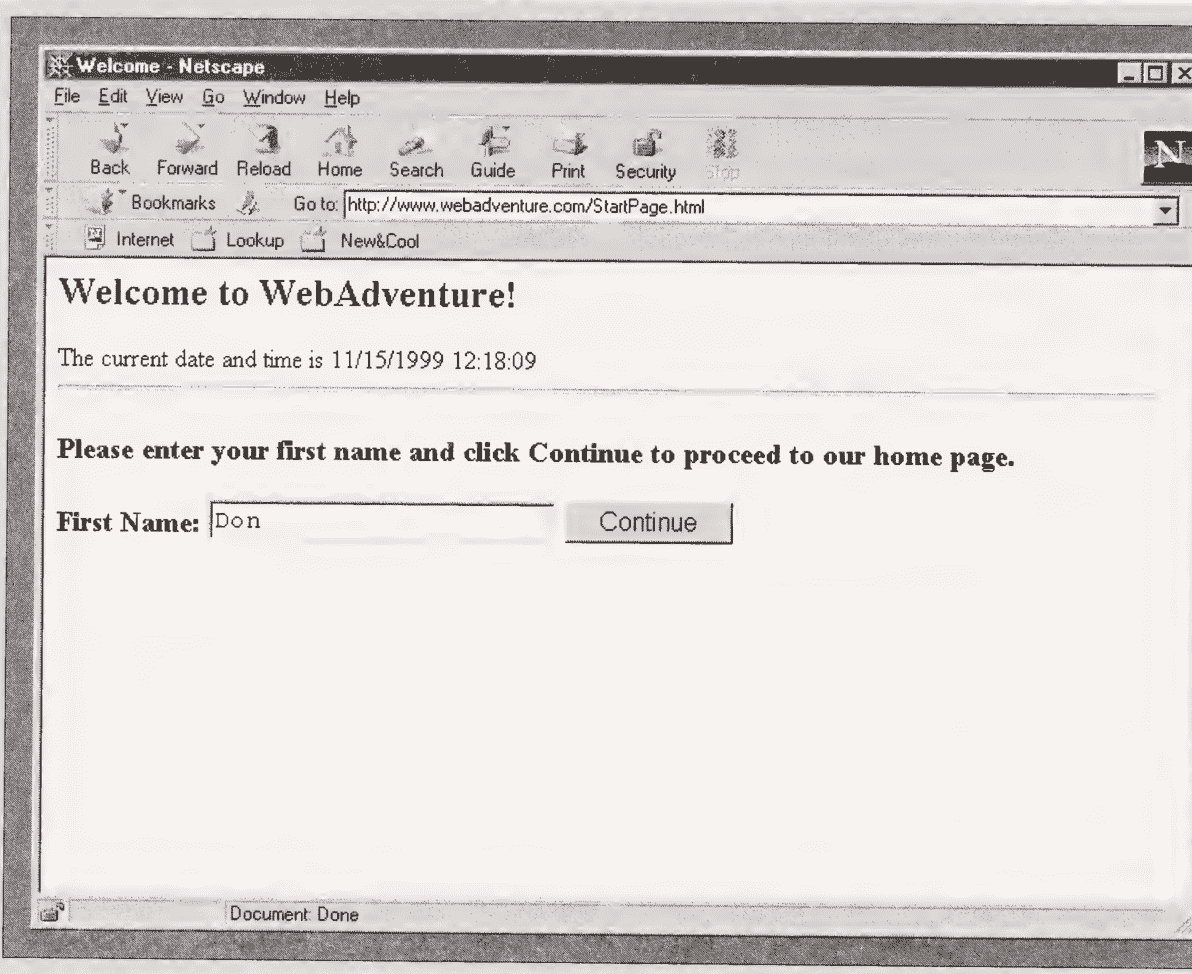 Welcome - Netscape
File Edit View Go Window Help
Back Forward Reload Home Search Guide Print Security Stop
N
Bookmarks Go to: http://www.webadventure.com/StartPage.html
Internet Lookup New&Cool
Welcome to WebAdventure!
The current date and time is 11/15/1999 12:18:09
Please enter your first name and click Continue to proceed to our home page.
First Name: Don Continue
Document: Done